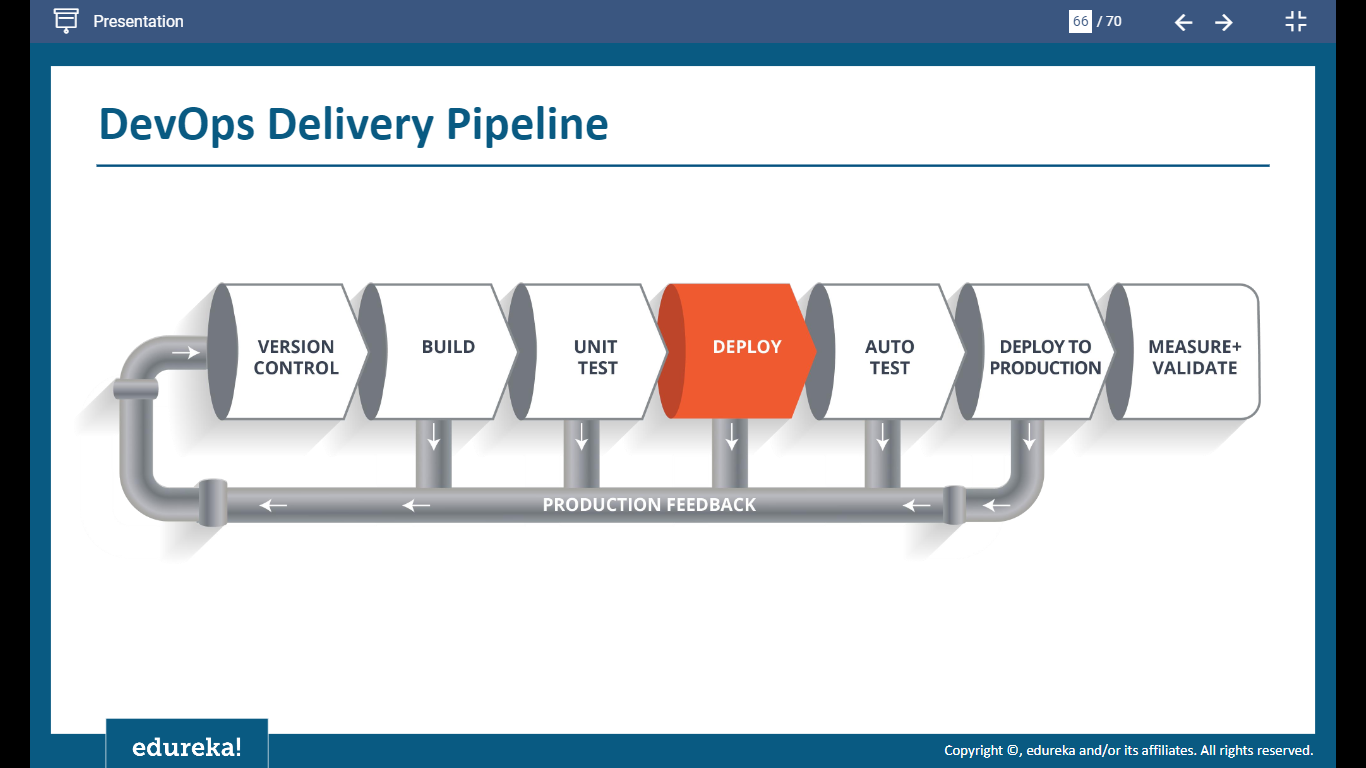 Presentation
66 / 70
DevOps Delivery Pipeline
VERSION
CONTROL
BUILD
UNIT
TEST
DEPLOY
AUTO
TEST
DEPLOY TO
PRODUCTION
MEASURE+
VALIDATE
PRODUCTION FEEDBACK
edureka!
Copyright ©, edureka and/or its affiliates. All rights reserved.